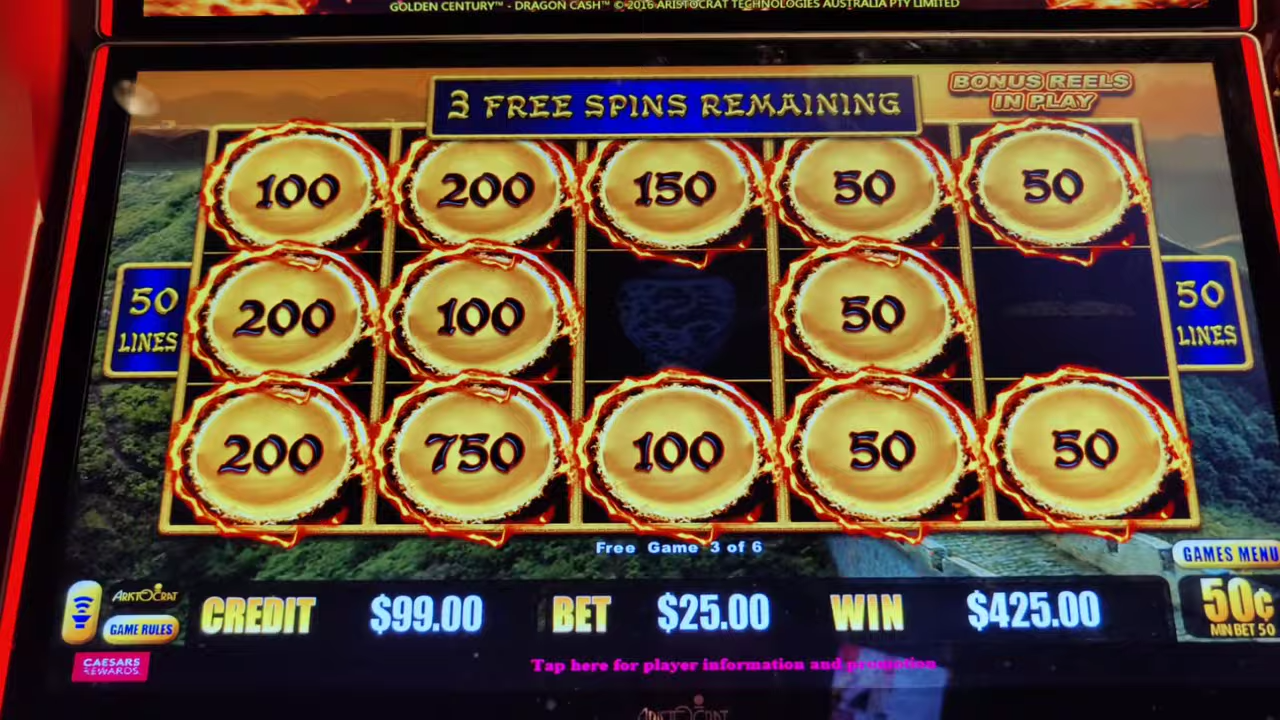 GOLDEN CENTURY™ - DRAGON CASH™ © 2016 ARISTOCRAT TECHNOLOGIES AUSTRALIA PTY LIMITED
3 FREE SPINS REMAINING
BONUS REELS
IN PLAY
100 200 150 50 50
50
LINES
200 100 50
50
LINES
200 750 100 50 50
Free Game 3 of 6
GAMES MENU
ARISTOCRAT
GAME RULES
CREDIT $99.00 BET $25.00 WIN $425.00
50¢
MIN BET 50
CAESARS
REWARDS
Tap here for player information and
ARISTOCRAT